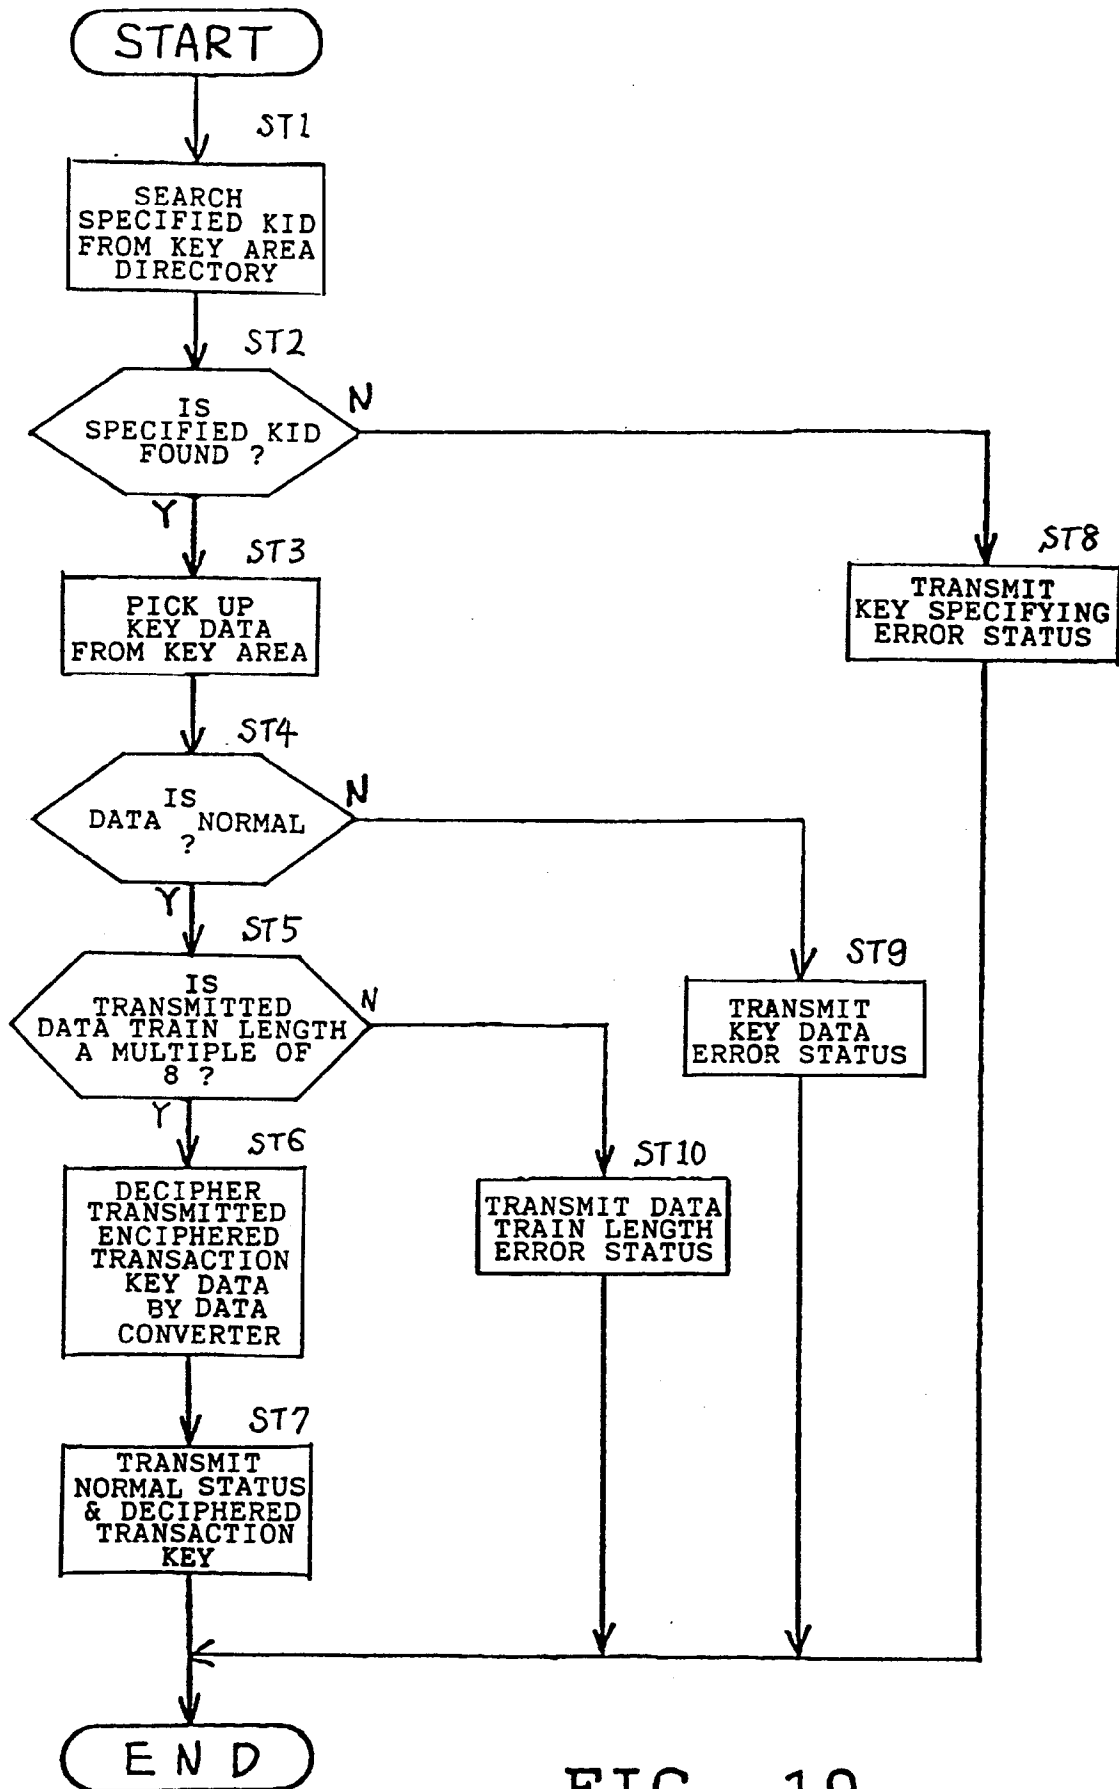 START
ST1
SEARCH
SPECIFIED KID
FROM KEY AREA
DIRECTORY
ST2
IS
SPECIFIED KID
FOUND ?
N
Y
ST3
PICK UP
KEY DATA
FROM KEY AREA
ST8
TRANSMIT
KEY SPECIFYING
ERROR STATUS
ST4
IS
DATA NORMAL
?
N
Y
ST5
IS
TRANSMITTED
DATA TRAIN LENGTH
A MULTIPLE OF
8 ?
N
Y
ST9
TRANSMIT
KEY DATA
ERROR STATUS
ST6
DECIPHER
TRANSMITTED
ENCIPHERED
TRANSACTION
KEY DATA
BY DATA
CONVERTER
ST10
TRANSMIT DATA
TRAIN LENGTH
ERROR STATUS
ST7
TRANSMIT
NORMAL STATUS
& DECIPHERED
TRANSACTION
KEY
END
FIG. 19